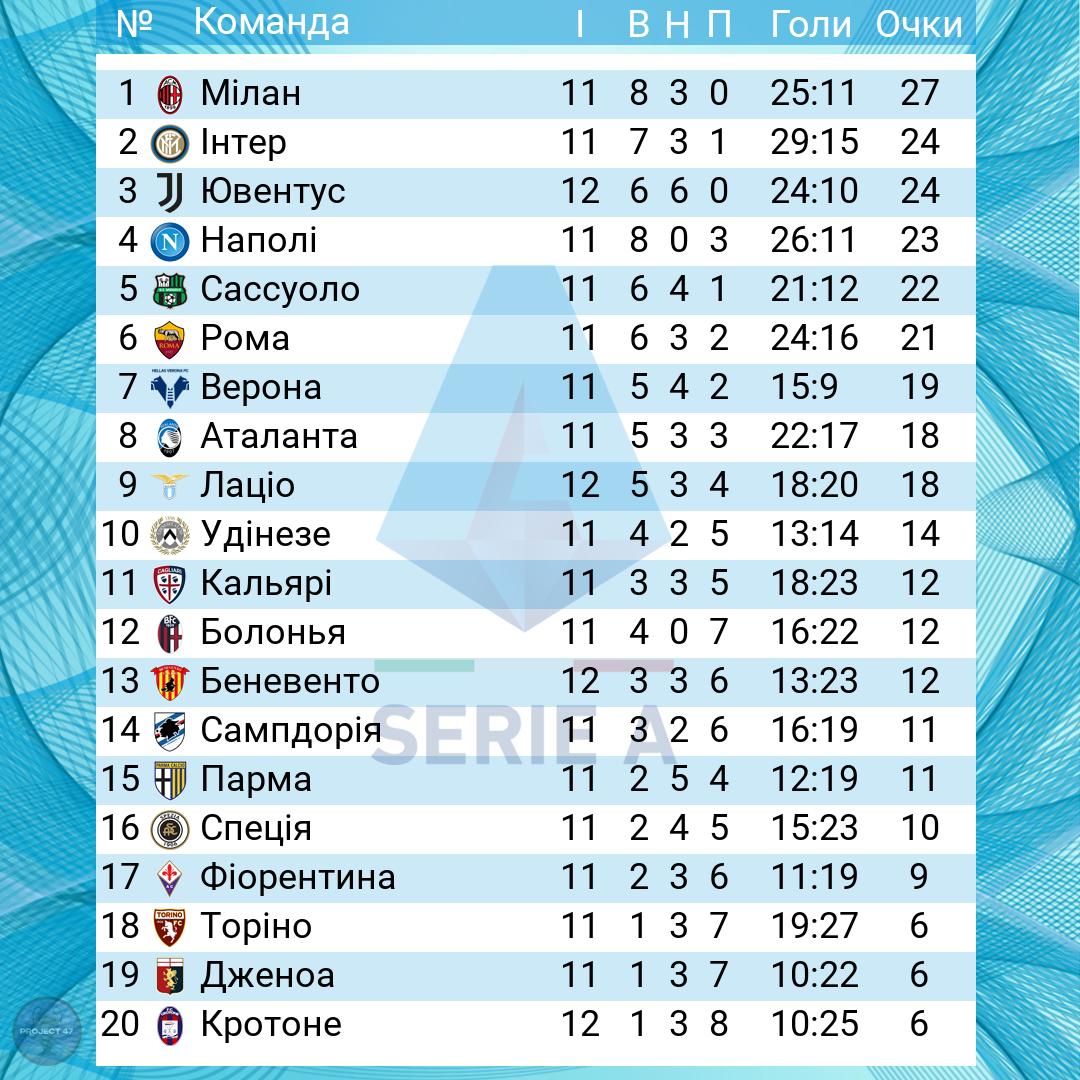 № Команда І В Н П Голи Очки
1 Мілан 11 8 3 0 25:11 27
2 Інтер 11 7 3 1 29:15 24
3 Ювентус 12 6 6 0 24:10 24
4 Наполі 11 8 0 3 26:11 23
5 Сассуоло 11 6 4 1 21:12 22
6 Рома 11 6 3 2 24:16 21
7 Верона 11 5 4 2 15:9 19
8 Аталанта 11 5 3 3 22:17 18
9 Лаціо 12 5 3 4 18:20 18
10 Удінезе 11 4 2 5 13:14 14
11 Кальярі 11 3 3 5 18:23 12
12 Болонья 11 4 0 7 16:22 12
13 Беневенто 12 3 3 6 13:23 12
14 Сампдорія 11 3 2 6 16:19 11
SERIE A
15 Парма 11 2 5 4 12:19 11
16 Специя 11 2 4 5 15:23 10
17 Фіорентина 11 2 3 6 11:19 9
18 Торіно 11 1 3 7 19:27 6
19 Дженоа 11 1 3 7 10:22 6
20 Кротоне 12 1 3 8 10:25 6
PROJECT 47